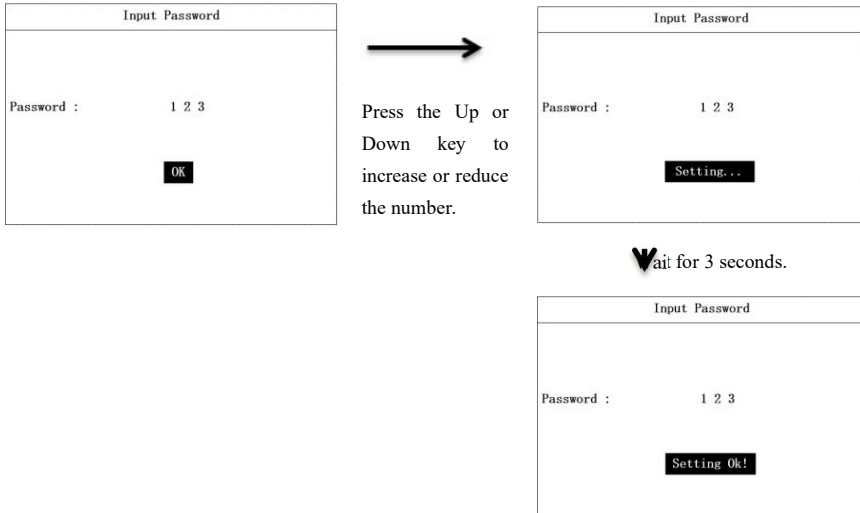 Input Password
Password : 1 2 3
OK
Press the Up or
Down key to
increase or reduce
the number.
Input Password
Password : 1 2 3
Setting...
Wait for 3 seconds.
Input Password
Password : 1 2 3
Setting Ok!